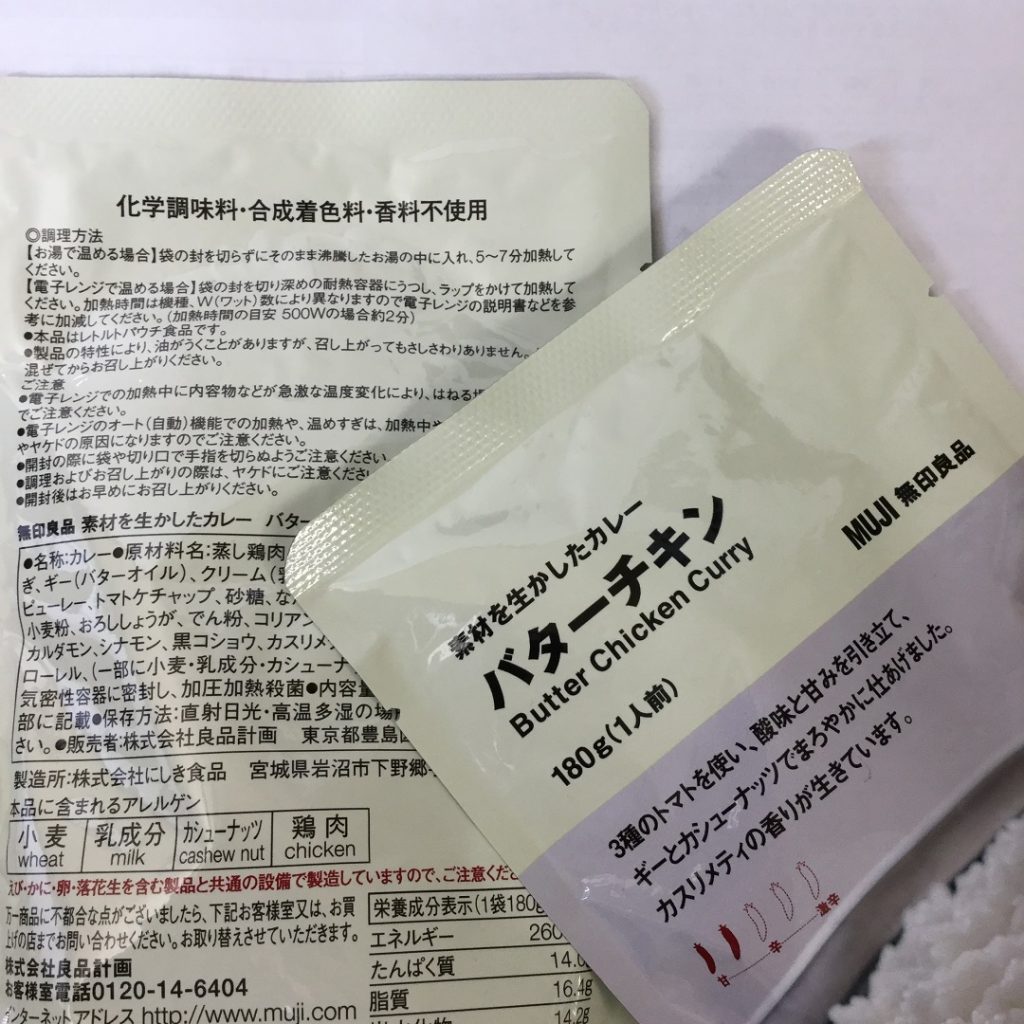 化学調味料・合成着色料・香料不使用
◎調理方法
【お湯で温める場合】袋の封を切らずにそのまま沸騰したお湯の中に入れ、5〜7分加熱して
ください。
【電子レンジで温める場合】袋の封を切り深めの耐熱容器にうつし、ラップをかけて加熱して
ください。加熱時間は機種、W(ワット)数により異なりますので電子レンジの説明書などを参
考に加減してください。(加熱時間の目安 500Wの場合約2分)
●本品はレトルトパウチ食品です。
●製品の特性により、油がうくことがありますが、召し上がってもさしさわりありません。
混ぜてからお召し上がりください。
ご注意
●電子レンジでの加熱中に内容物などが急激な温度変化により、はねる
でご注意ください。
●電子レンジのオート(自動)機能での加熱や、温めすぎは、加熱中
やヤケドの原因になりますのでご注意ください。
●開封の際に袋や切り口で手指を切らぬようご注意ください。
●調理およびお召し上がりの際は、ヤケドにご注意くださ
●開封後はお早めにお召し上がりください。
無印良品 素材を生かしたカレー バター
●名称:カレー●原材料名:蒸し鶏肉
ぎ、ギー(バターオイル)、クリーム(
ピューレー、トマトケチャップ、砂糖、
小麦粉、おろししょうが、でん粉、コリアン
カルダモン、シナモン、黒コショウ、カスリメ
ローレル、(一部に小麦・乳成分・カシューナ
気密性容器に密封し、加圧加熱殺菌●内容量
部に記載●保存方法:直射日光・高温多湿の場
さい。●販売者:株式会社良品計画 東京都豊島
製造所:株式会社にしき食品 宮城県岩沼市下野郷
本品に含まれるアレルゲン
小麦 乳成分 カシューナッツ 鶏肉
wheat milk cashew nut chicken
えび・かに・卵・落花生を含む製品と共通の設備で製造していますので、ご注意くださ
万一商品に不都合な点がございましたら、下記お客様室又は、お買
上げの店までお問い合わせください。お取り替えさせていただきます。
株式会社良品計画
お客様室電話0120-14-6404
インターネットアドレス http://www.muji.com
栄養成分表示(1袋180g
エネルギー 260
たんぱく質 14.0
脂質 16.4g
炭水化物 14.2g
素材を生かしたカレー
バターチキン
Butter Chicken Curry
180g(1人前)
MUJI 無印良品
3種のトマトを使い、酸味と甘みを引き立て、
ギーとカシューナッツでまろやかに仕あげました。
カスリメティの香りが生きています。
甘 辛 激辛